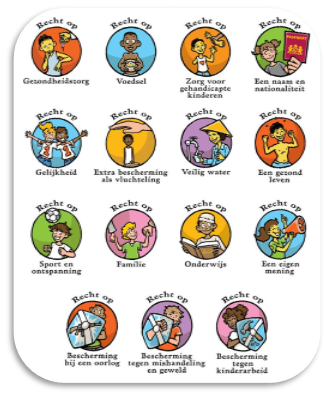 Recht op
Gezondheidszorg
Recht op
Voedsel
Recht op
Zorg voor
gehandicapte
kinderen
Recht op
Een naam en
nationaliteit
Recht op
Gelijkheid
Recht op
Extra bescherming
als vluchteling
Recht op
Veilig water
Recht op
Een gezond
leven
Recht op
Sport en
ontspanning
Recht op
Familie
Recht op
Onderwijs
Recht op
Een eigen
mening
Recht op
Bescherming
bij een oorlog
Recht op
Bescherming
tegen mishandeling
en geweld
Recht op
Bescherming
tegen
kinderarbeid